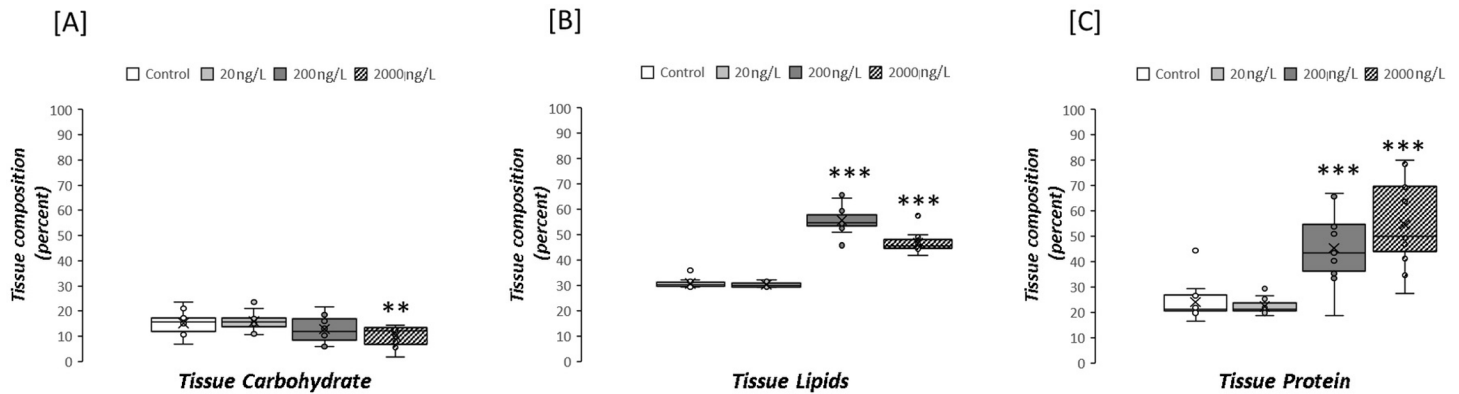 [A]
Control 20ng/L 200ng/L 2000ng/L
Tissue composition
(percent)
100
90
80
70
60
50
40
30
20
10
0
**
Tissue Carbohydrate
[B]
Control 20ng/L 200ng/L 2000ng/L
Tissue composition
(percent)
100
90
80
70
60
50
40
30
20
10
0
***
***
Tissue Lipids
[C]
Control 20ng/L 200ng/L 2000ng/L
Tissue composition
(percent)
100
90
80
70
60
50
40
30
20
10
0
***
***
Tissue Protein